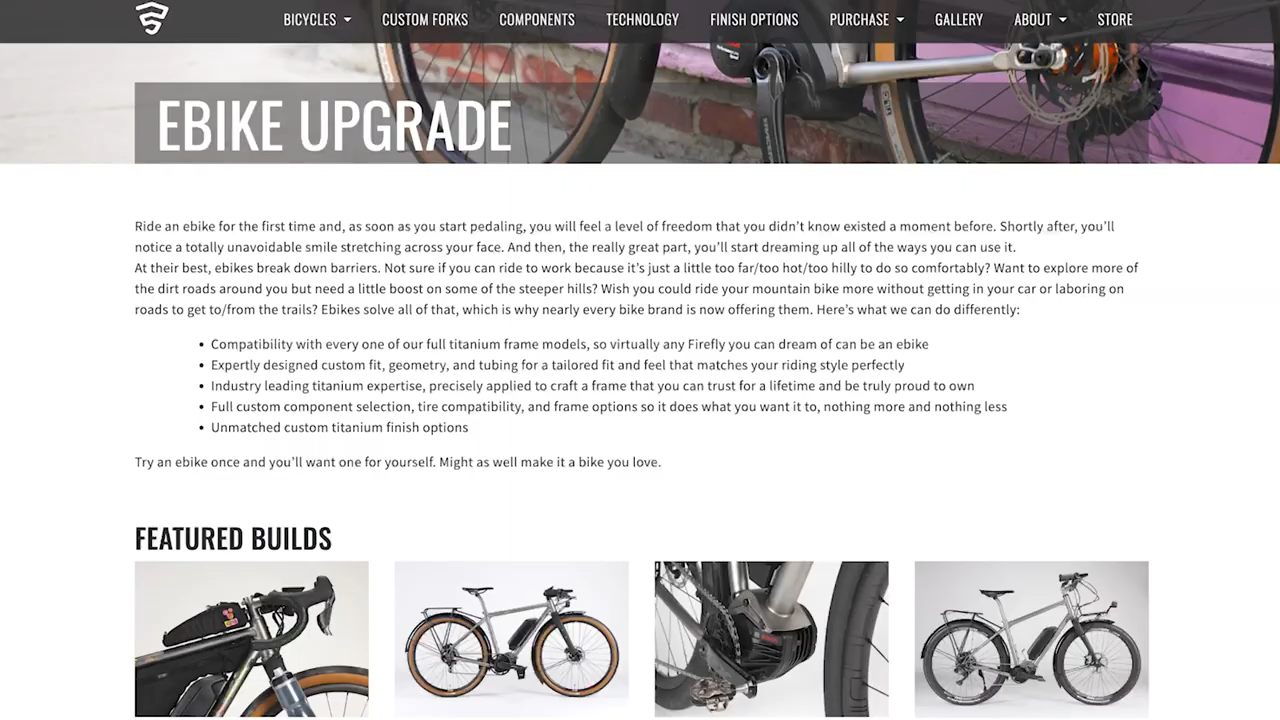 BICYCLES
CUSTOM FORKS
COMPONENTS
TECHNOLOGY
FINISH OPTIONS
PURCHASE
GALLERY
ABOUT
STORE
EBIKE UPGRADE
Ride an ebike for the first time and, as soon as you start pedaling, you will feel a level of freedom that you didn’t know existed a moment before. Shortly after, you’ll
notice a totally unavoidable smile stretching across your face. And then, the really great part, you’ll start dreaming up all of the ways you can use it.
At their best, ebikes break down barriers. Not sure if you can ride to work because it’s just a little too far/too hot/too hilly to do so comfortably? Want to explore more of
the dirt roads around you but need a little boost on some of the steeper hills? Wish you could ride your mountain bike more without getting in your car or laboring on
roads to get to/from the trails? Ebikes solve all of that, which is why nearly every bike brand is now offering them. Here’s what we can do differently:
• Compatibility with every one of our full titanium frame models, so virtually any Firefly you can dream of can be an ebike
• Expertly designed custom fit, geometry, and tubing for a tailored fit and feel that matches your riding style perfectly
• Industry leading titanium expertise, precisely applied to craft a frame that you can trust for a lifetime and be truly proud to own
• Full custom component selection, tire compatibility, and frame options so it does what you want it to, nothing more and nothing less
• Unmatched custom titanium finish options
Try an ebike once and you’ll want one for yourself. Might as well make it a bike you love.
FEATURED BUILDS